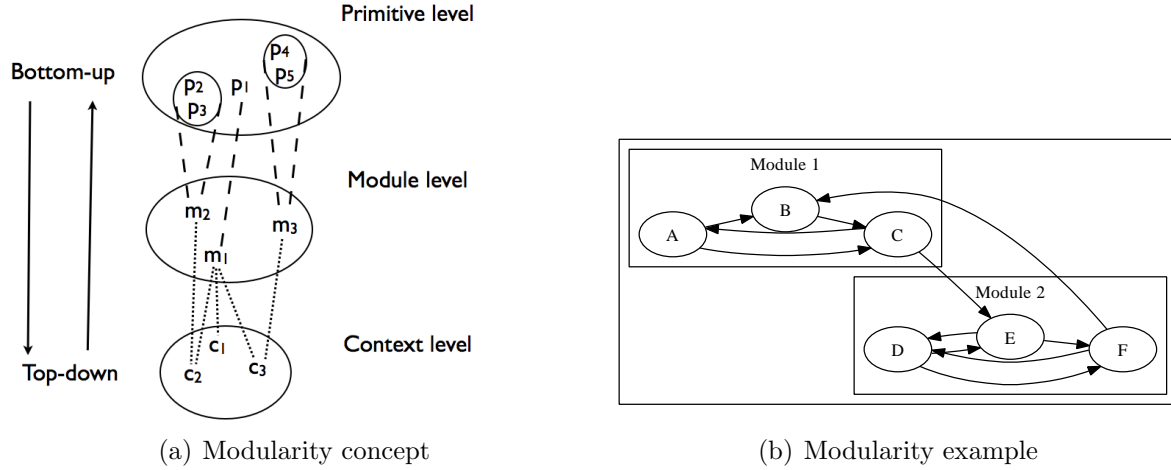 Primitive level
Bottom-up
p4
p5
p2
p1
p3
Module level
m2
m3
m1
Context level
c1
c2
c3
Top-down
(a) Modularity concept
Module 1
B
A
C
Module 2
E
D
F
(b) Modularity example